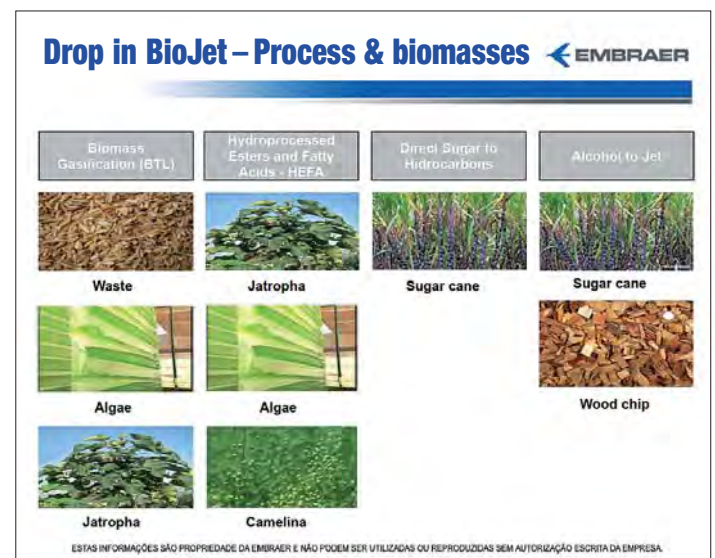 Drop in BioJet – Process & biomasses
EMBRAER
Biomass
Gasification (BTL)
Hydroprocessed
Esters and Fatty
Acids - HEFA
Direct Sugar to
Hidrocarbons
Alcohol to Jet
Waste
Jatropha
Sugar cane
Sugar cane
Algae
Algae
Wood chip
Jatropha
Camelina
ESTAS INFORMAÇÕES SÃO PROPRIEDADE DA EMBRAER E NÃO PODEM SER UTILIZADAS OU REPRODUZIDAS SEM AUTORIZAÇÃO ESCRITA DA EMPRESA.